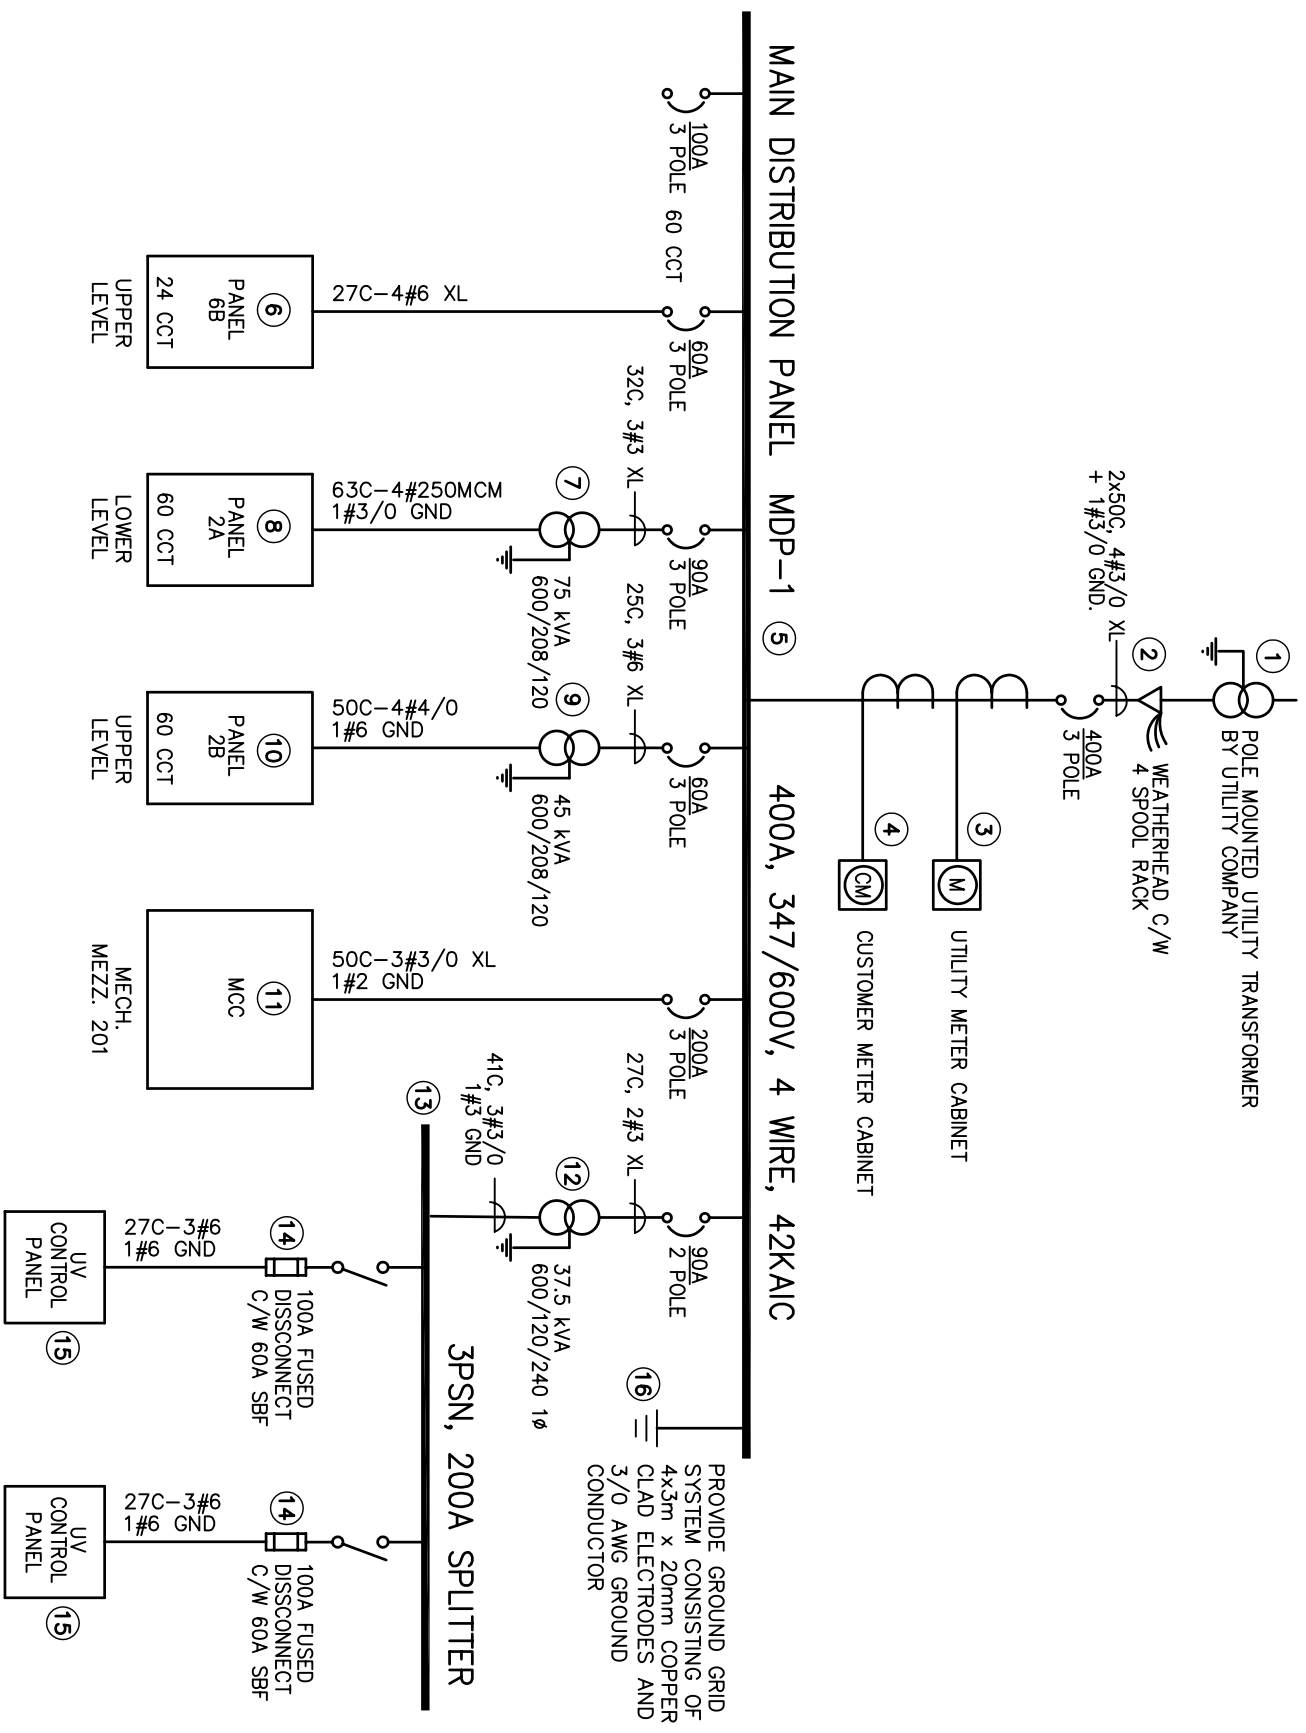 1
POLE MOUNTED UTILITY TRANSFORMER
BY UTILITY COMPANY
2
WEATHERHEAD C/W
4 SPOOL RACK
2x50C, 4#3/0 XL
+ 1#3/0 GND.
400A
3 POLE
3
M
UTILITY METER CABINET
4
CM
CUSTOMER METER CABINET
MAIN DISTRIBUTION PANEL MDP-1
5
400A, 347/600V, 4 WIRE, 42KAIC
100A
3 POLE
60 CCT
60A
3 POLE
27C-4#6 XL
6
PANEL
6B
24 CCT
UPPER
LEVEL
90A
3 POLE
32C, 3#3 XL
7
75 kVA
600/208/120
63C-4#250MCM
1#3/0 GND
8
PANEL
2A
60 CCT
LOWER
LEVEL
60A
3 POLE
25C, 3#6 XL
9
45 kVA
600/208/120
50C-4#4/0
1#6 GND
10
PANEL
2B
60 CCT
UPPER
LEVEL
200A
3 POLE
50C-3#3/0 XL
1#2 GND
11
MCC
MECH.
MEZZ. 201
90A
2 POLE
27C, 2#3 XL
12
37.5 kVA
600/120/240 1ø
41C, 3#3/0
1#3 GND
16
PROVIDE GROUND GRID
SYSTEM CONSISTING OF
4x3m x 20mm COPPER
CLAD ELECTRODES AND
3/0 AWG GROUND
CONDUCTOR
13
3PSN, 200A SPLITTER
14
100A FUSED
DISSCONNECT
C/W 60A SBF
27C-3#6
1#6 GND
UV
CONTROL
PANEL
15
14
100A FUSED
DISSCONNECT
C/W 60A SBF
27C-3#6
1#6 GND
UV
CONTROL
PANEL
15